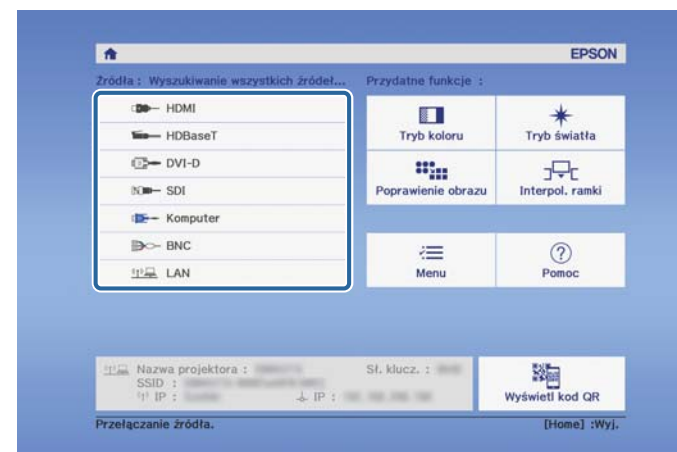 EPSON
Źródła : Wyszukiwanie wszystkich źródeł...
HDMI
HDBaseT
DVI-D
SDI
Komputer
BNC
LAN
Przydatne funkcje :
Tryb koloru
Tryb światła
Poprawienie obrazu
Interpol. ramki
Menu
Pomoc
Nazwa projektora :
Sł. klucz. :
SSID :
IP :
IP :
Wyświetl kod QR
Przełączanie źródła.
[Home] :Wyj.